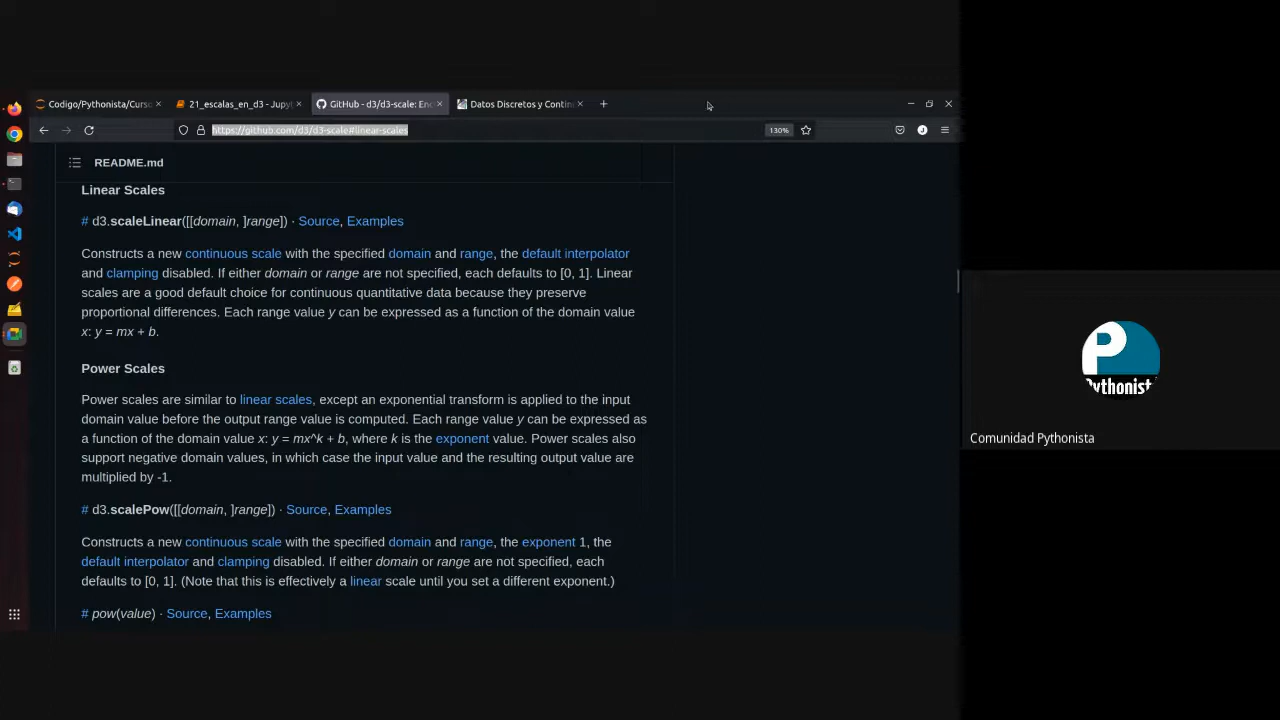 Codigo/Pythonista/Curso
21_escalas_en_d3 - Jupyt
GitHub - d3/d3-scale: Enc
Datos Discretos y Contin
https://github.com/d3/d3-scale#linear-scales
130%
README.md
Linear Scales
# d3.scaleLinear([[domain, ]range]) · Source, Examples
Constructs a new continuous scale with the specified domain and range, the default interpolator
and clamping disabled. If either domain or range are not specified, each defaults to [0, 1]. Linear
scales are a good default choice for continuous quantitative data because they preserve
proportional differences. Each range value y can be expressed as a function of the domain value
x: y = mx + b.
Power Scales
Power scales are similar to linear scales, except an exponential transform is applied to the input
domain value before the output range value is computed. Each range value y can be expressed as
a function of the domain value x: y = mx^k + b, where k is the exponent value. Power scales also
support negative domain values, in which case the input value and the resulting output value are
multiplied by -1.
# d3.scalePow([[domain, ]range]) · Source, Examples
Constructs a new continuous scale with the specified domain and range, the exponent 1, the
default interpolator and clamping disabled. If either domain or range are not specified, each
defaults to [0, 1]. (Note that this is effectively a linear scale until you set a different exponent.)
# pow(value) · Source, Examples
P
Pythonist
Comunidad Pythonista